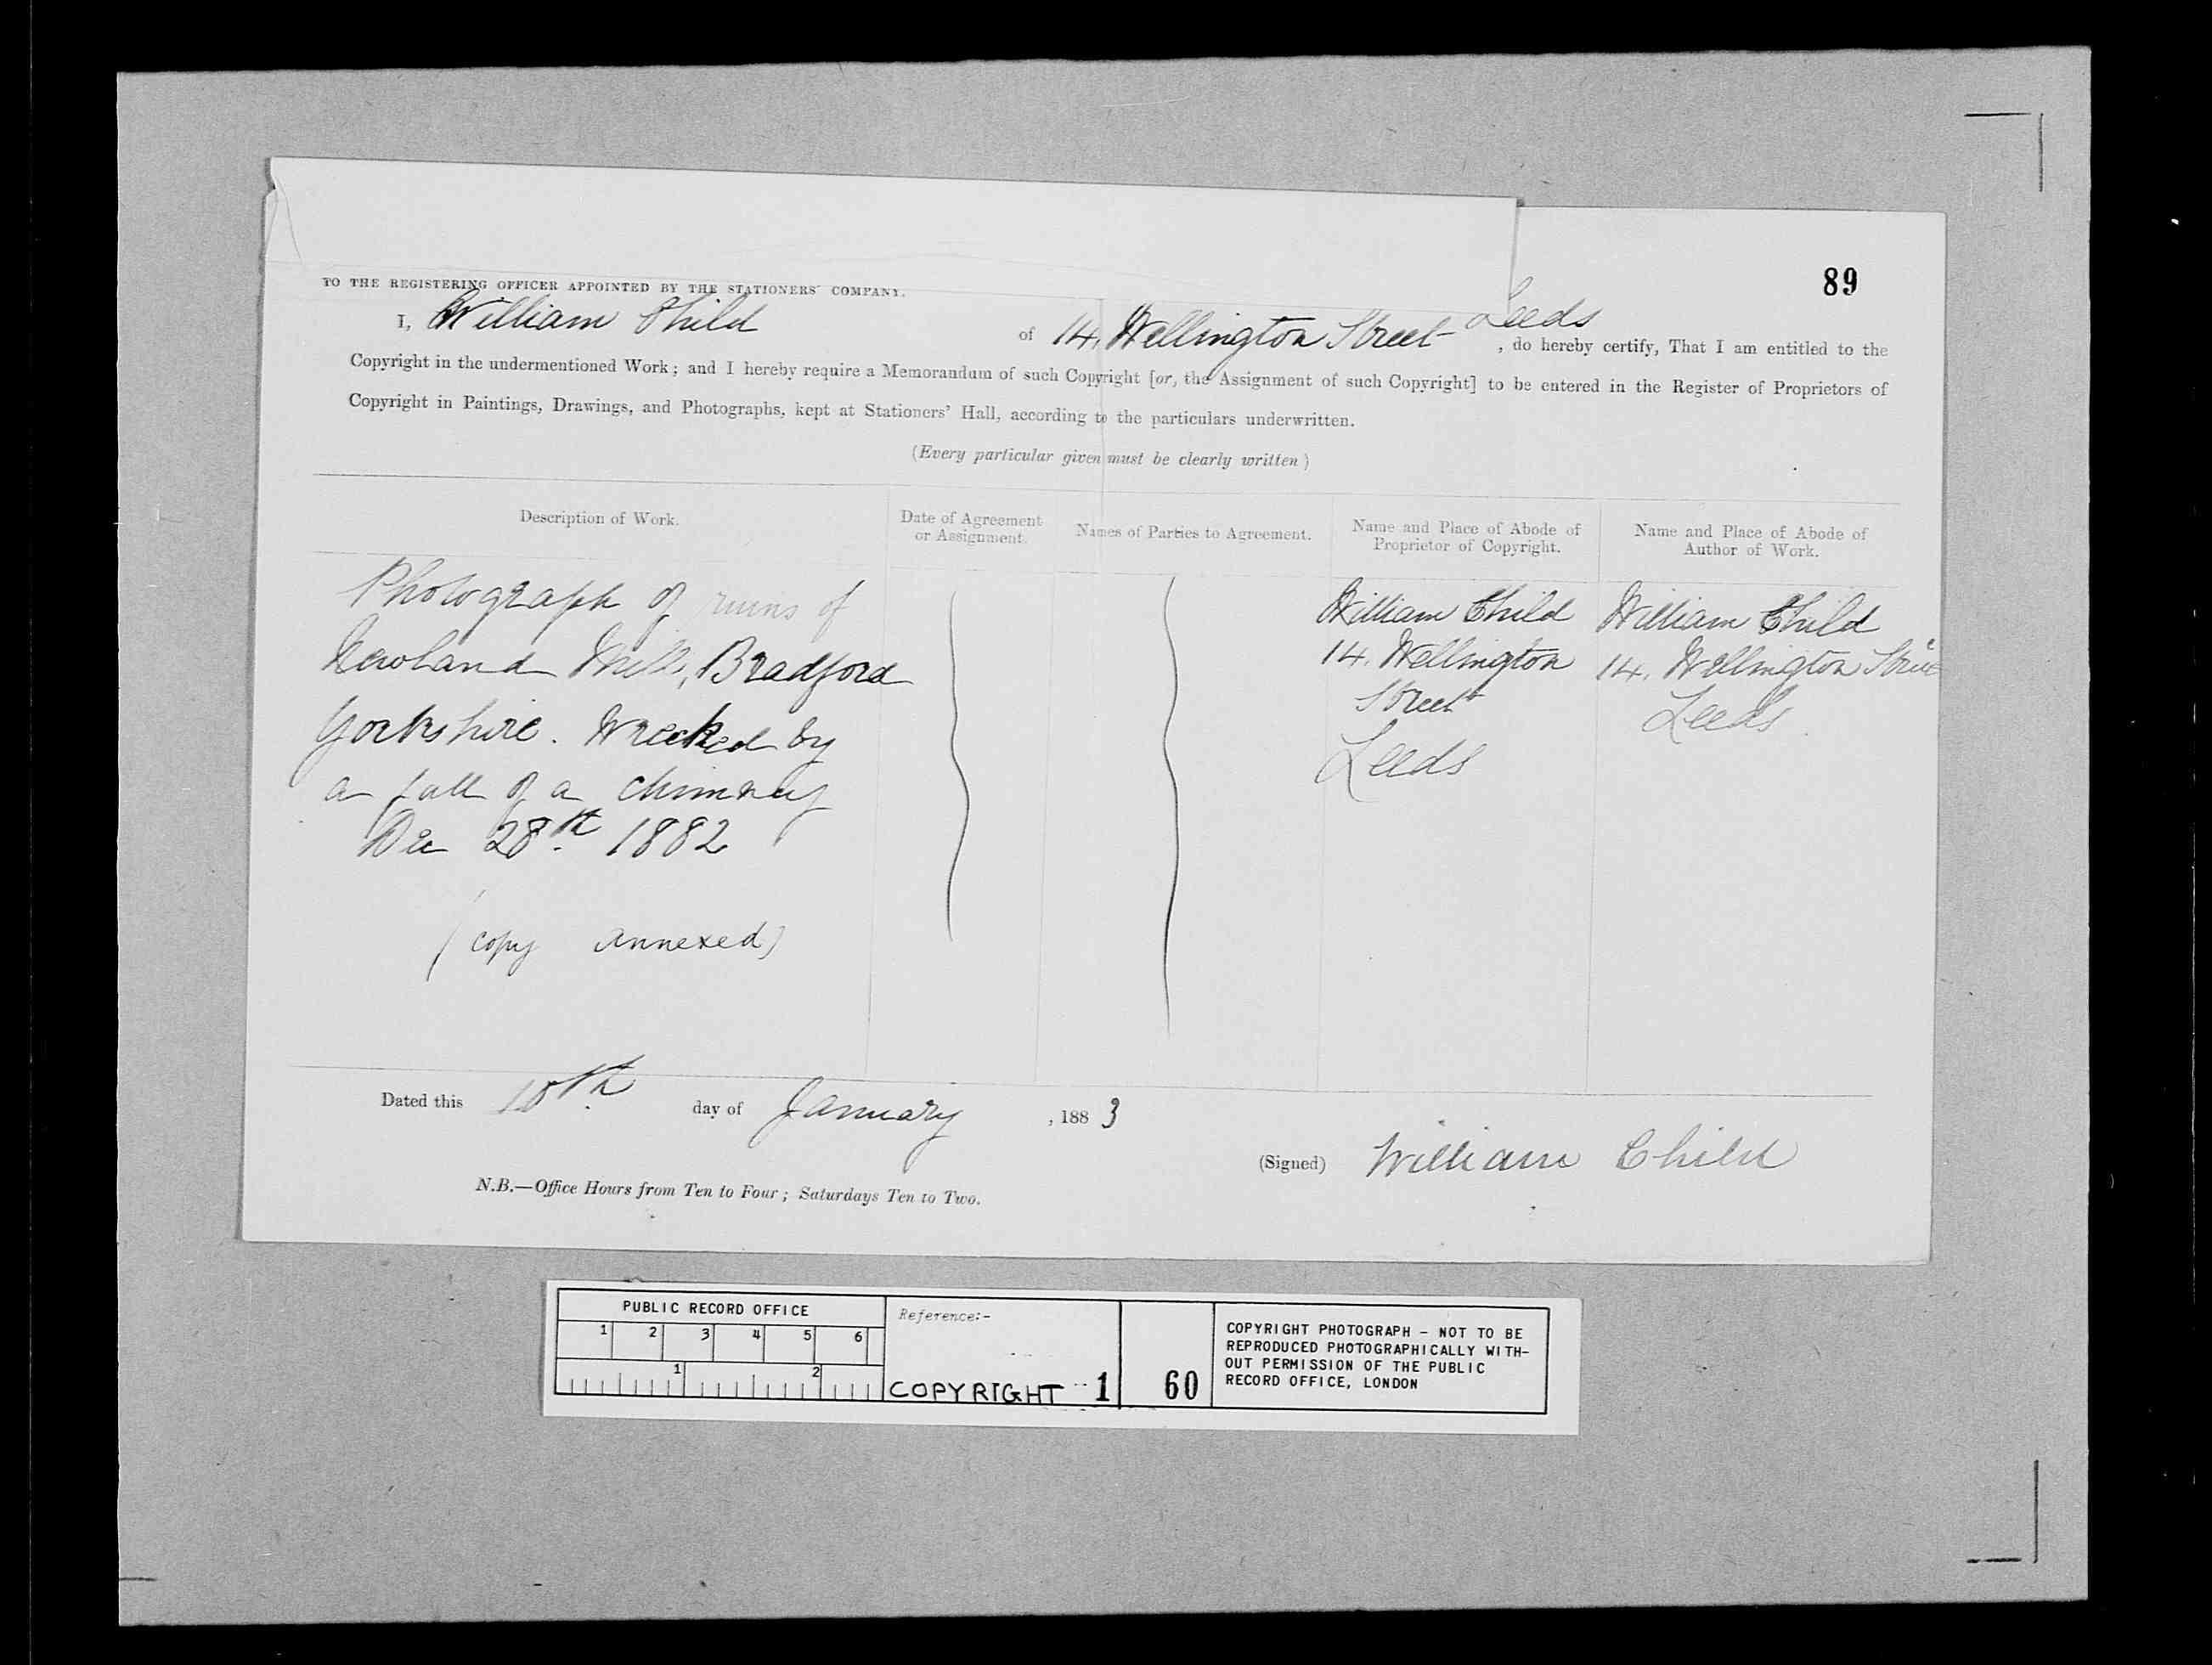 89
TO THE REGISTERING OFFICER APPOINTED BY THE STATIONERS' COMPANY.
I, William Child of 14, Wellington Street Leeds, do hereby certify, That I am entitled to the
Copyright in the undermentioned Work; and I hereby require a Memorandum of such Copyright [or, the Assignment of such Copyright] to be entered in the Register of Proprietors of
Copyright in Paintings, Drawings, and Photographs, kept at Stationers' Hall, according to the particulars underwritten.
(Every particular given must be clearly written)
Description of Work.
Photograph of ruins of
Newland Mill, Bradford
Yorkshire. Wrecked by
a fall of a chimney
Dec 28th 1882
(copy annexed)
Date of Agreement
or Assignment.
Names of Parties to Agreement.
Name and Place of Abode of
Proprietor of Copyright.
William Child
14, Wellington
Street
Leeds
Name and Place of Abode of
Author of Work.
William Child
14, Wellington Street
Leeds
Dated this 10th day of January, 1883
(Signed) William Child
N.B.—Office Hours from Ten to Four; Saturdays Ten to Two.
PUBLIC RECORD OFFICE
1 2 3 4 5 6
1 2
Reference:-
COPYRIGHT 1
60
COPYRIGHT PHOTOGRAPH - NOT TO BE
REPRODUCED PHOTOGRAPHICALLY WITH-
OUT PERMISSION OF THE PUBLIC
RECORD OFFICE, LONDON